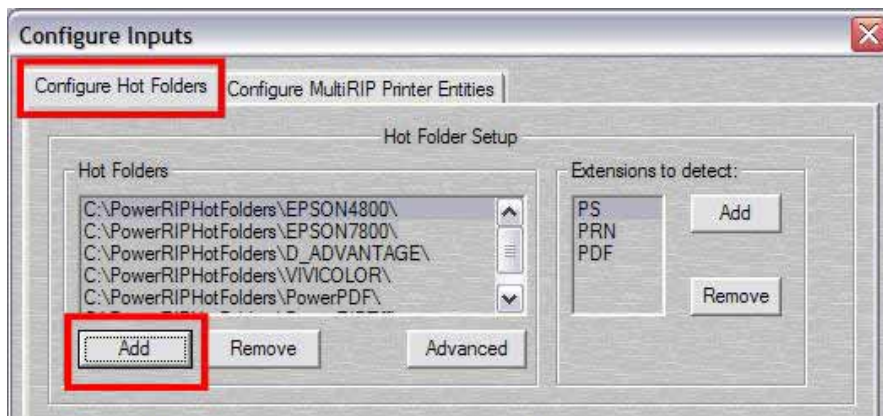 Configure Inputs
Configure Hot Folders
Configure MultiRIP Printer Entities
Hot Folder Setup
Hot Folders
Extensions to detect:
C:\PowerRIPHotFolders\EPSON4800\
C:\PowerRIPHotFolders\EPSON7800\
C:\PowerRIPHotFolders\D_ADVANTAGE\
C:\PowerRIPHotFolders\VIVICOLOR\
C:\PowerRIPHotFolders\PowerPDF\
PS
PRN
PDF
Add
Remove
Add
Remove
Advanced